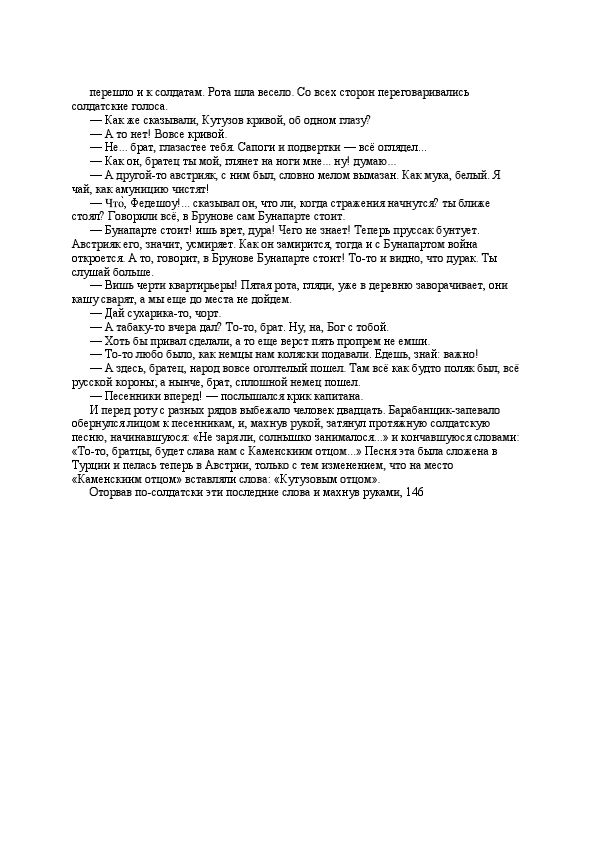 перешло и к солдатам. Рота шла весело. Со всех сторон переговаривались
солдатские голоса.
— Как же сказывали, Кутузов кривой, об одном глазу?
— А то нет! Вовсе кривой.
— Не... брат, глазастее тебя. Сапоги и подвертки — всё оглядел...
— Как он, братец ты мой, глянет на ноги мне... ну! думаю...
— А другой-то австрияк, с ним был, словно мелом вымазан. Как мука, белый. Я
чай, как амуницию чистят!
— Что̀, Федешоу!... сказывал он, что ли, когда стражения начнутся? ты ближе
стоял? Говорили всё, в Брунове сам Бунапарте стоит.
— Бунапарте стоит! ишь врет, дура! Чего не знает! Теперь пруссак бунтует.
Австрияк его, значит, усмиряет. Как он замирится, тогда и с Бунапартом война
откроется. А то, говорит, в Брунове Бунапарте стоит! То-то и видно, что дурак. Ты
слушай больше.
— Вишь черти квартирьеры! Пятая рота, гляди, уже в деревню заворачивает, они
кашу сварят, а мы еще до места не дойдем.
— Дай сухарика-то, чорт.
— А табаку-то вчера дал? То-то, брат. Ну, на, Бог с тобой.
— Хоть бы привал сделали, а то еще верст пять пропрем не емши.
— То-то любо было, как немцы нам коляски подавали. Едешь, знай: важно!
— А здесь, братец, народ вовсе оголтелый пошел. Там всё как будто поляк был, всё
русской короны; а нынче, брат, сплошной немец пошел.
— Песенники вперед! — послышался крик капитана.
И перед роту с разных рядов выбежало человек двадцать. Барабанщик-запевало
обернулся лицом к песенникам, и, махнув рукой, затянул протяжную солдатскую
песню, начинавшуюся: «Не заря ли, солнышко занималося...» и кончавшуюся словами:
«То-то, братцы, будет слава нам с Каменскиим отцом...» Песня эта была сложена в
Турции и пелась теперь в Австрии, только с тем изменением, что на место
«Каменскиим отцом» вставляли слова: «Кутузовым отцом».
Оторвав по-солдатски эти последние слова и махнув руками, 146